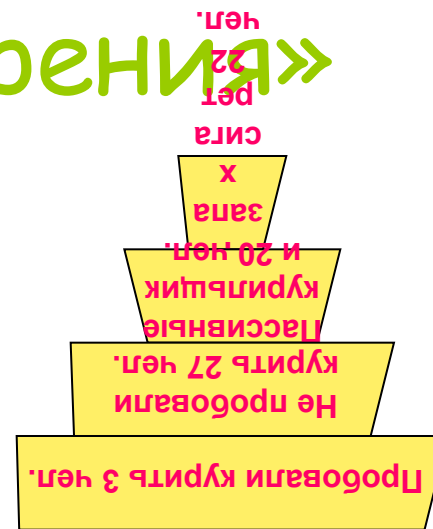 рения»
Пробовали курить 3 чел.
Не пробовали
курить 27 чел.
Пассивные
курильщик
и 20 чел.
запа
х
сига
рет
22
чел.